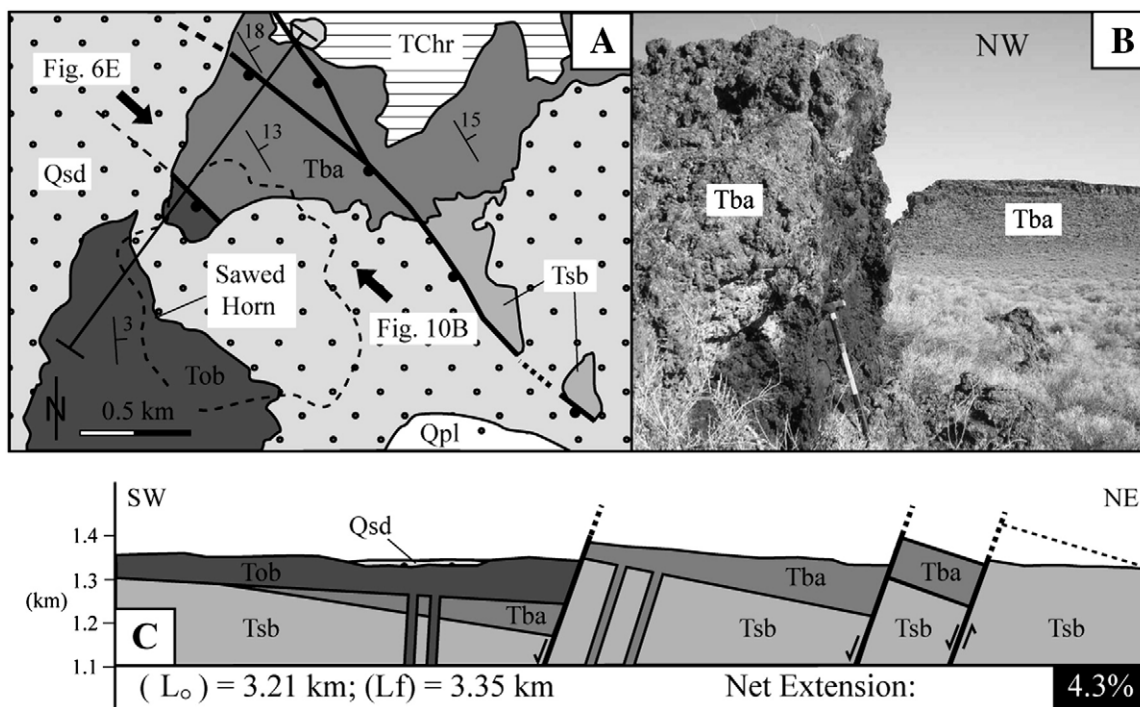 A
18
TChr
Fig. 6E
15
13
Qsd
Tba
Tsb
Sawed
Horn
Fig. 10B
3
Tob
N
0.5 km
Qpl
NW
B
Tba
Tba
SW
NE
Qsd
1.4
1.3
(km)
1.2
1.1
Tob
Tba
Tba
Tba
Tsb
Tsb
Tsb
Tsb
C
( Lₒ ) = 3.21 km; (Lf) = 3.35 km
Net Extension:
4.3%